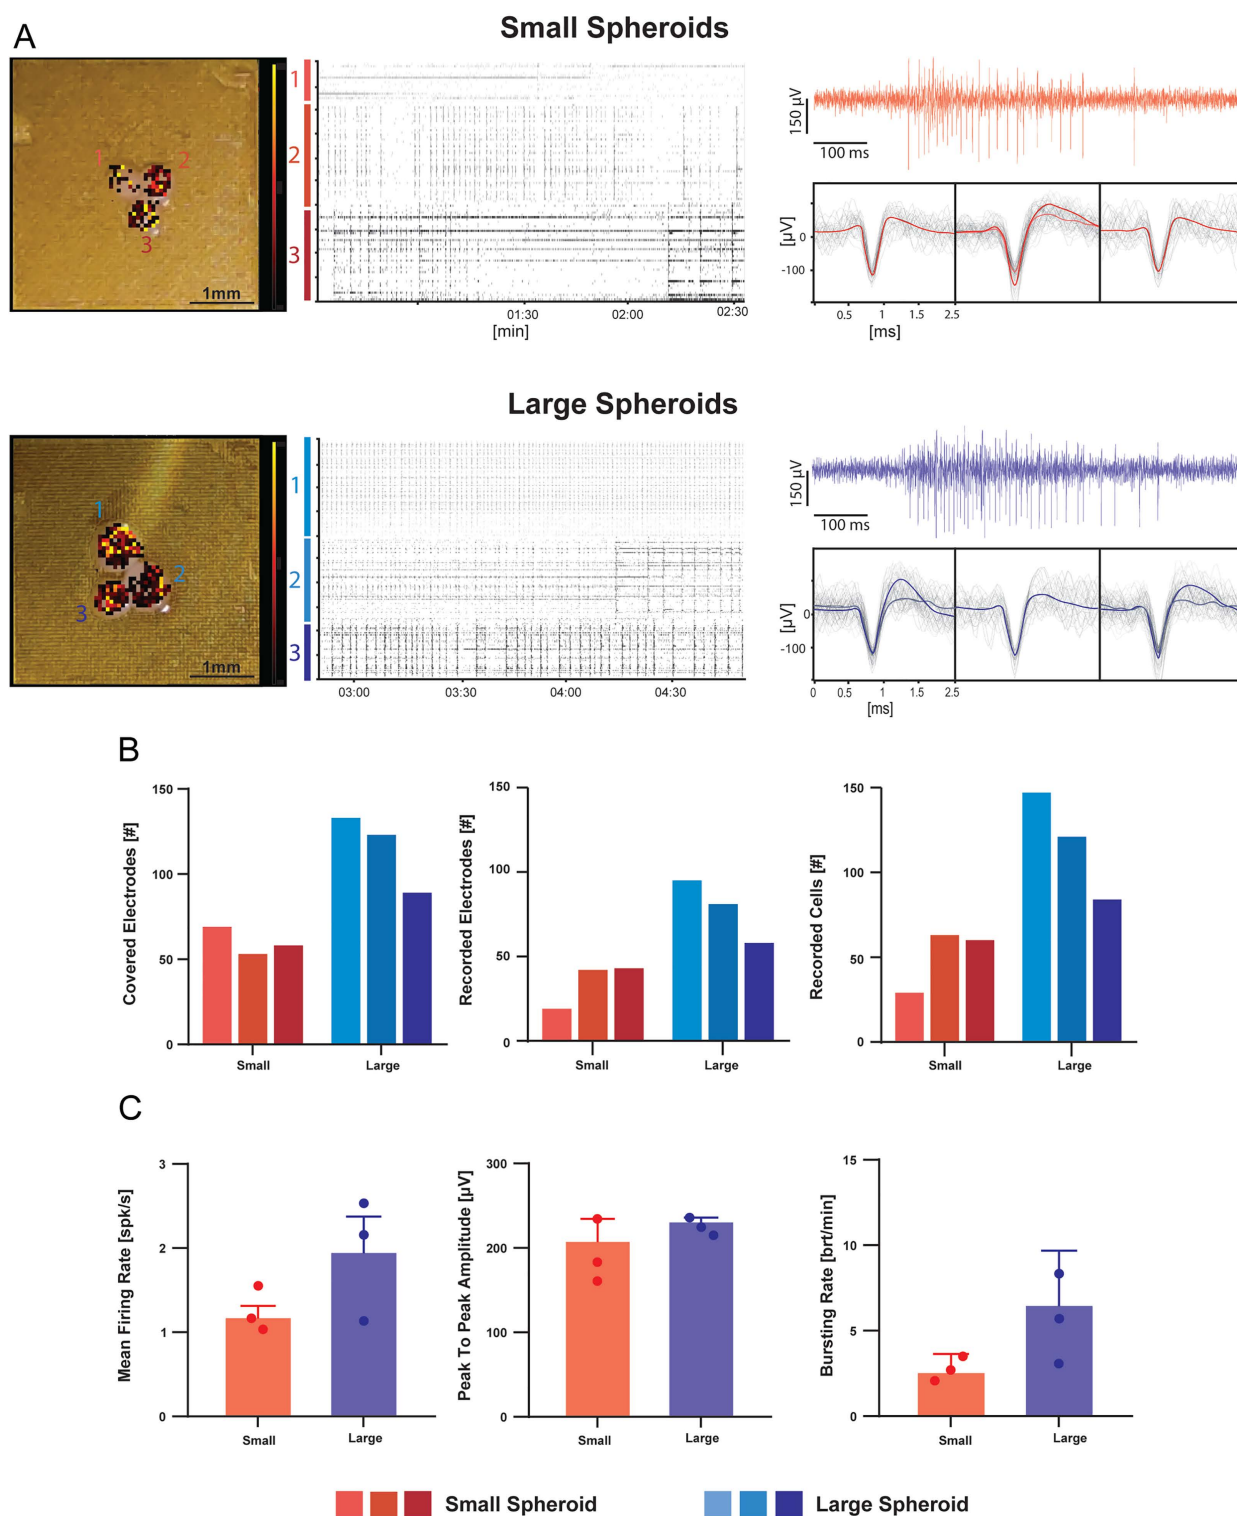 A
Small Spheroids
1
2
3
1mm
1
2
3
01:30
02:00
02:30
[min]
150 µV
100 ms
[µV]
0
-100
0.5
1
1.5
2.5
[ms]
Large Spheroids
1
2
3
1mm
1
2
3
03:00
03:30
04:00
04:30
150 µV
100 ms
[µV]
0
-100
0
0.5
1
1.5
2.5
[ms]
B
Covered Electrodes [#]
150
100
50
0
Small
Large
Recorded Electrodes [#]
150
100
50
0
Small
Large
Recorded Cells [#]
150
100
50
0
Small
Large
C
Mean Firing Rate [spk/s]
3
2
1
0
Small
Large
Peak To Peak Amplitude [µV]
300
200
100
0
Small
Large
Bursting Rate [brt/min]
15
10
5
0
Small
Large
Small Spheroid
Large Spheroid